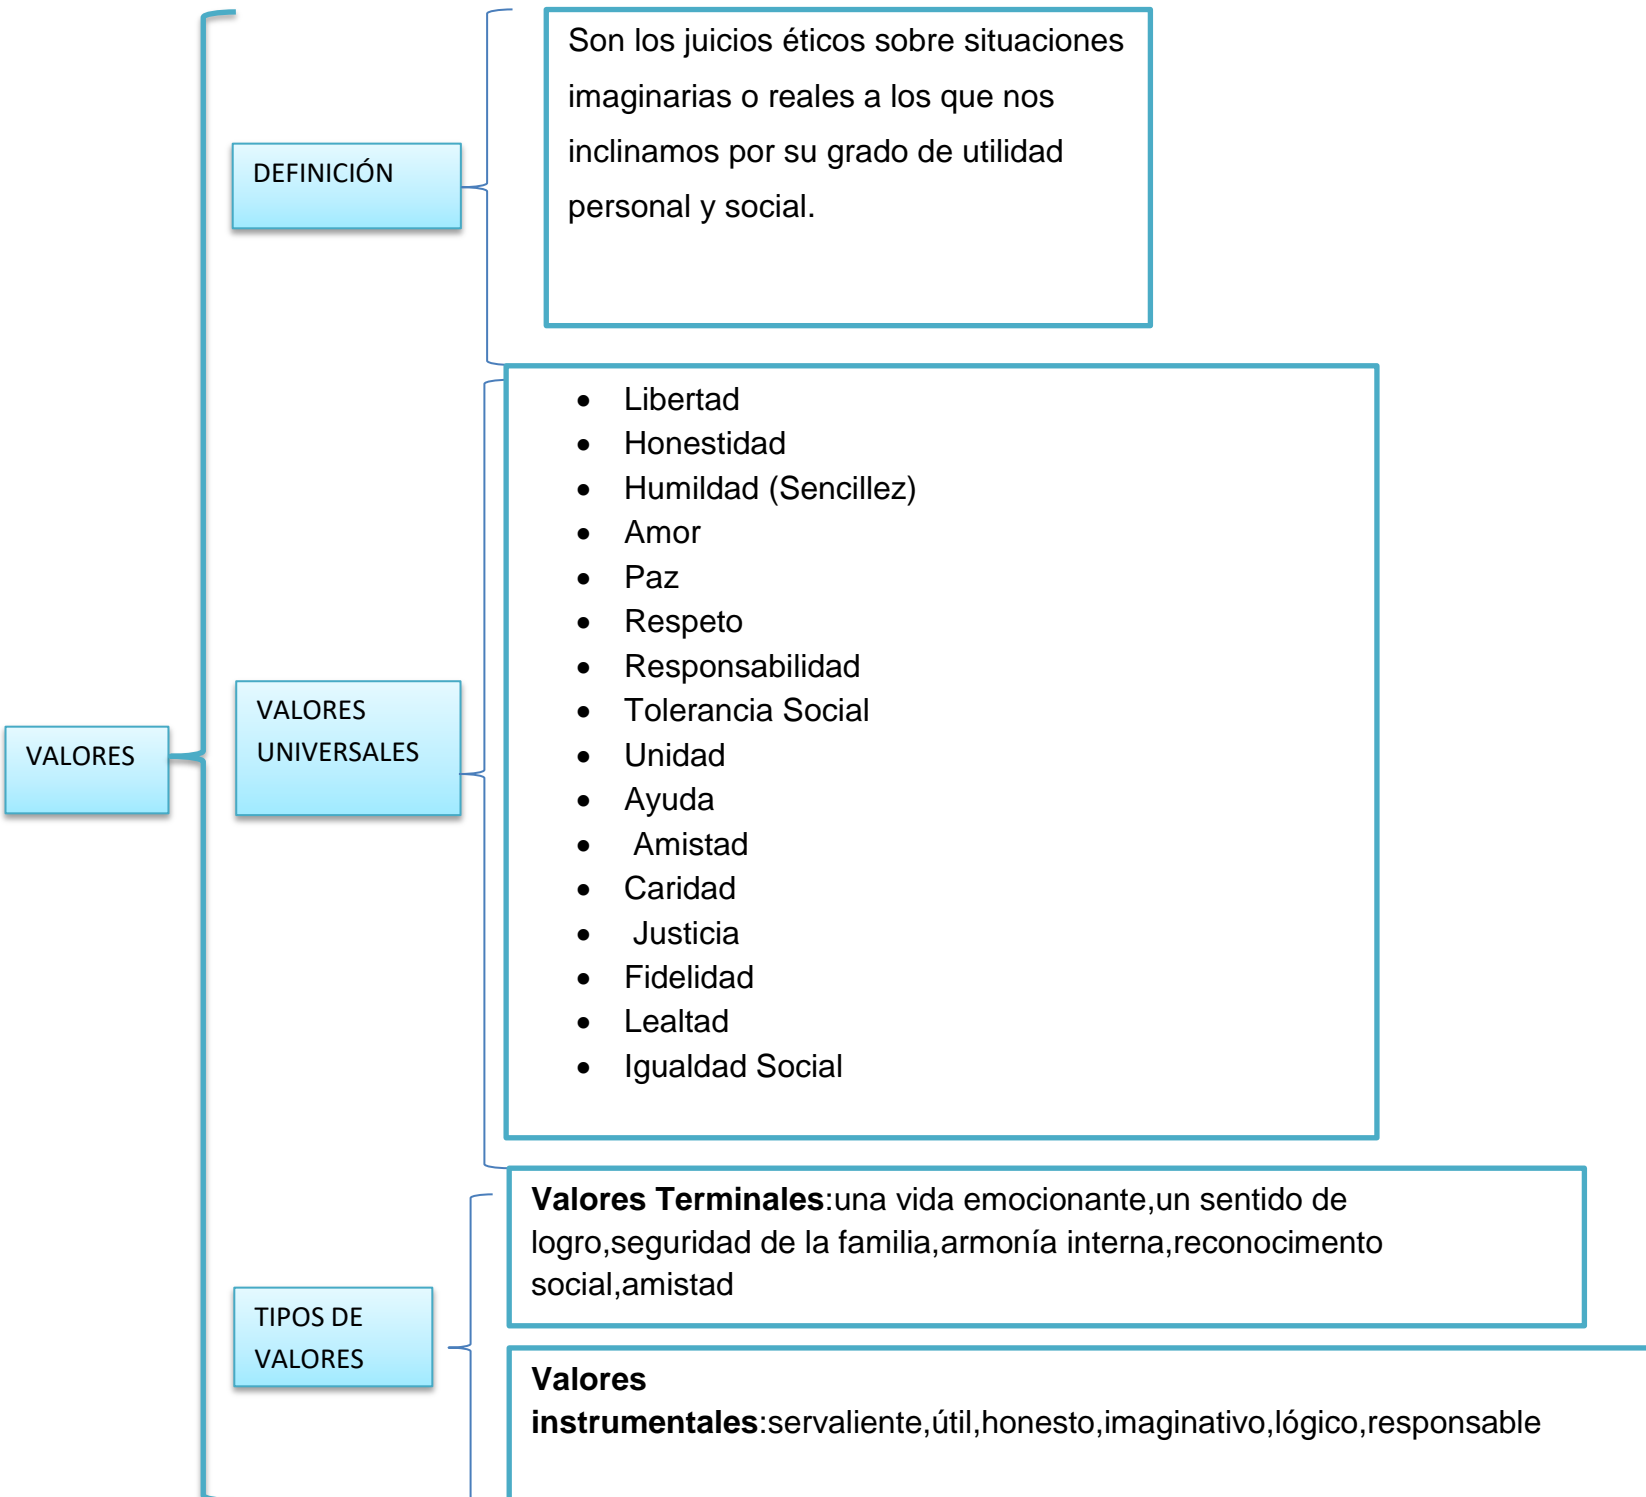 Son los juicios éticos sobre situaciones
imaginarias o reales a los que nos
inclinamos por su grado de utilidad
personal y social.
DEFINICIÓN
• Libertad
• Honestidad
• Humildad (Sencillez)
• Amor
• Paz
• Respeto
• Responsabilidad
• Tolerancia Social
• Unidad
• Ayuda
• Amistad
• Caridad
• Justicia
• Fidelidad
• Lealtad
• Igualdad Social
VALORES
UNIVERSALES
VALORES
Valores Terminales:una vida emocionante,un sentido de
logro,seguridad de la familia,armonía interna,reconocimento
social,amistad
TIPOS DE
VALORES
Valores
instrumentales:servaliente,útil,honesto,imaginativo,lógico,responsable